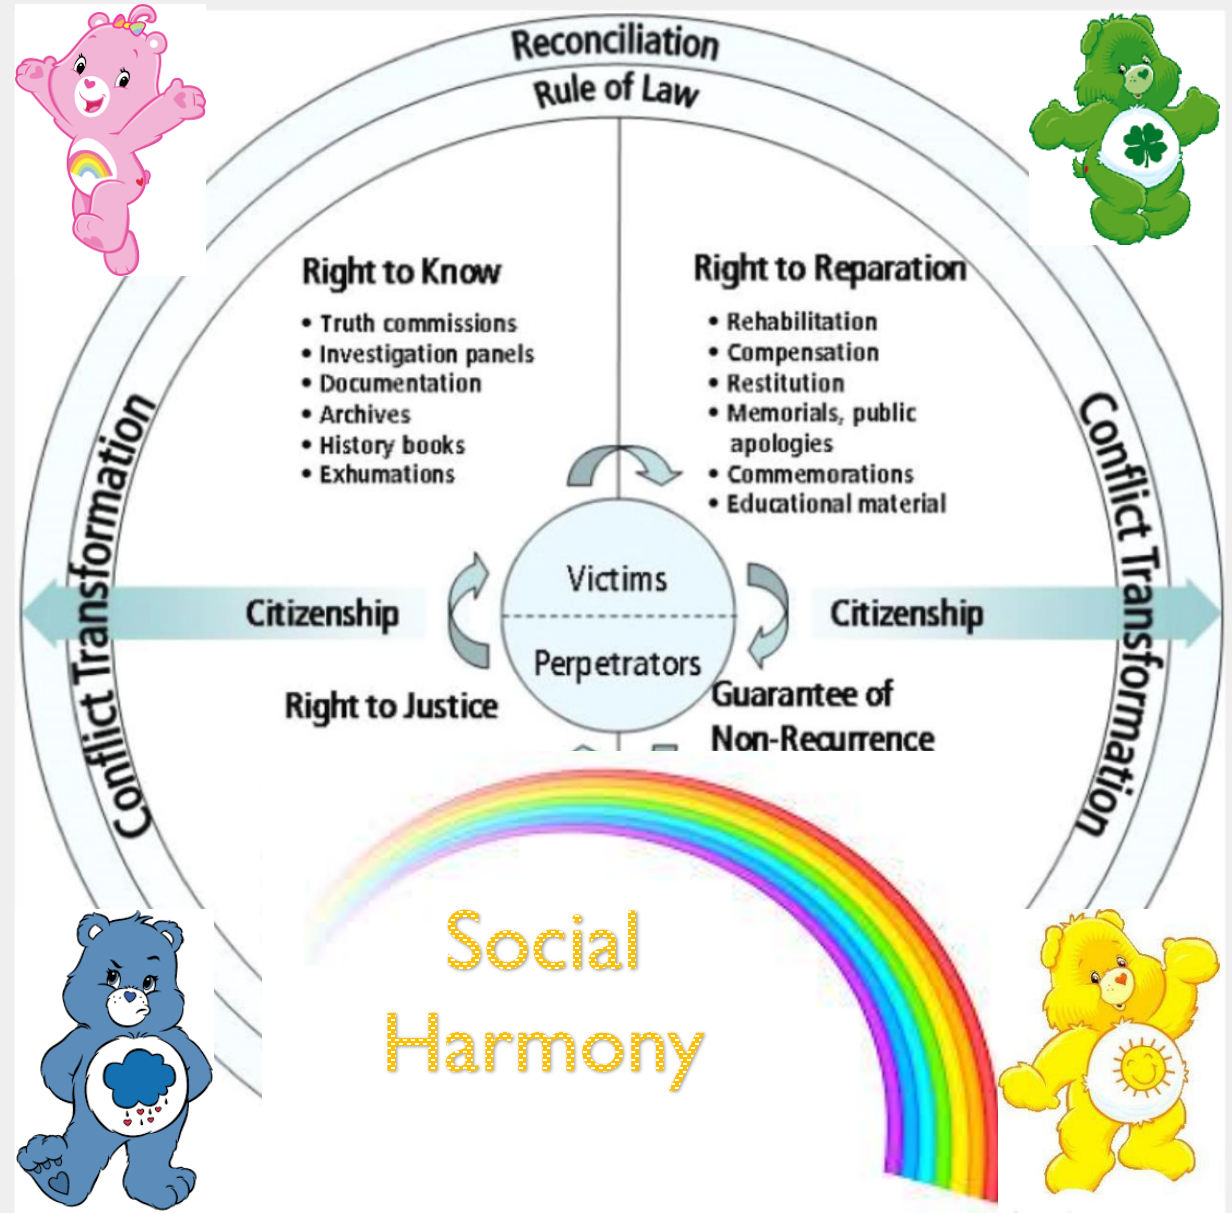 Reconciliation
Rule of Law
Right to Know
• Truth commissions
• Investigation panels
• Documentation
• Archives
• History books
• Exhumations
Right to Reparation
• Rehabilitation
• Compensation
• Restitution
• Memorials, public
apologies
• Commemorations
• Educational material
Conflict Transformation
Conflict Transformation
Citizenship
Victims
Perpetrators
Citizenship
Right to Justice
Guarantee of
Non-Recurrence
Social
Harmony